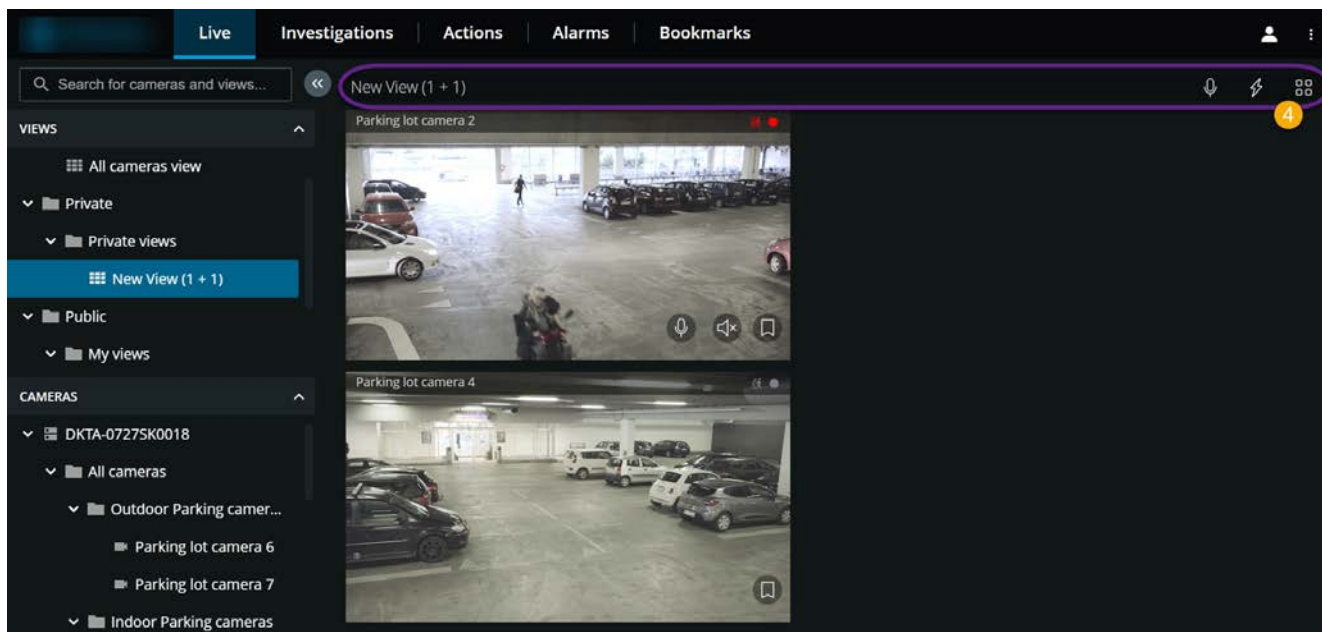 Live Investigations Actions Alarms Bookmarks
Search for cameras and views...
New View (1 + 1)
4
VIEWS
All cameras view
Private
Private views
New View (1 + 1)
Public
My views
CAMERAS
DKTA-0727SK0018
All cameras
Outdoor Parking camer...
Parking lot camera 6
Parking lot camera 7
Indoor Parking cameras
Parking lot camera 2
Parking lot camera 4